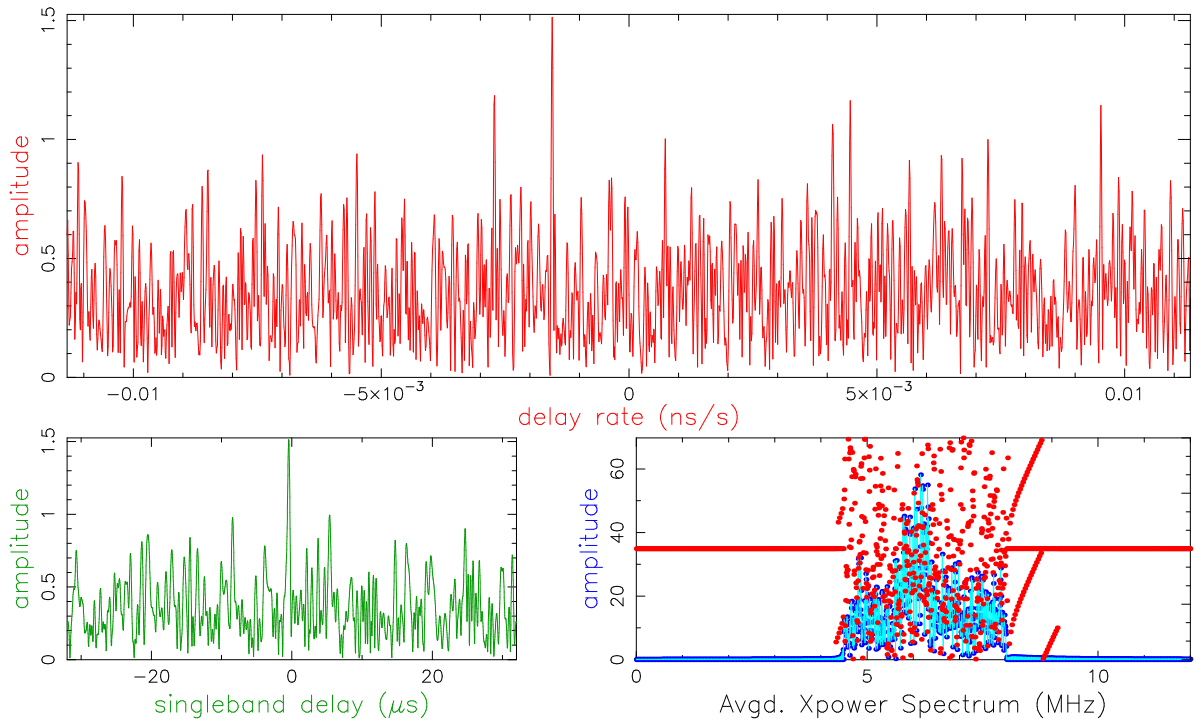 1.5
1
0.5
0
amplitude
−0.01 −5×10⁻³ 0 5×10⁻³ 0.01
delay rate (ns/s)
1.5
1
0.5
0
amplitude
−20 0 20
singleband delay (μs)
60
40
20
0
amplitude
0 5 10
Avgd. Xpower Spectrum (MHz)